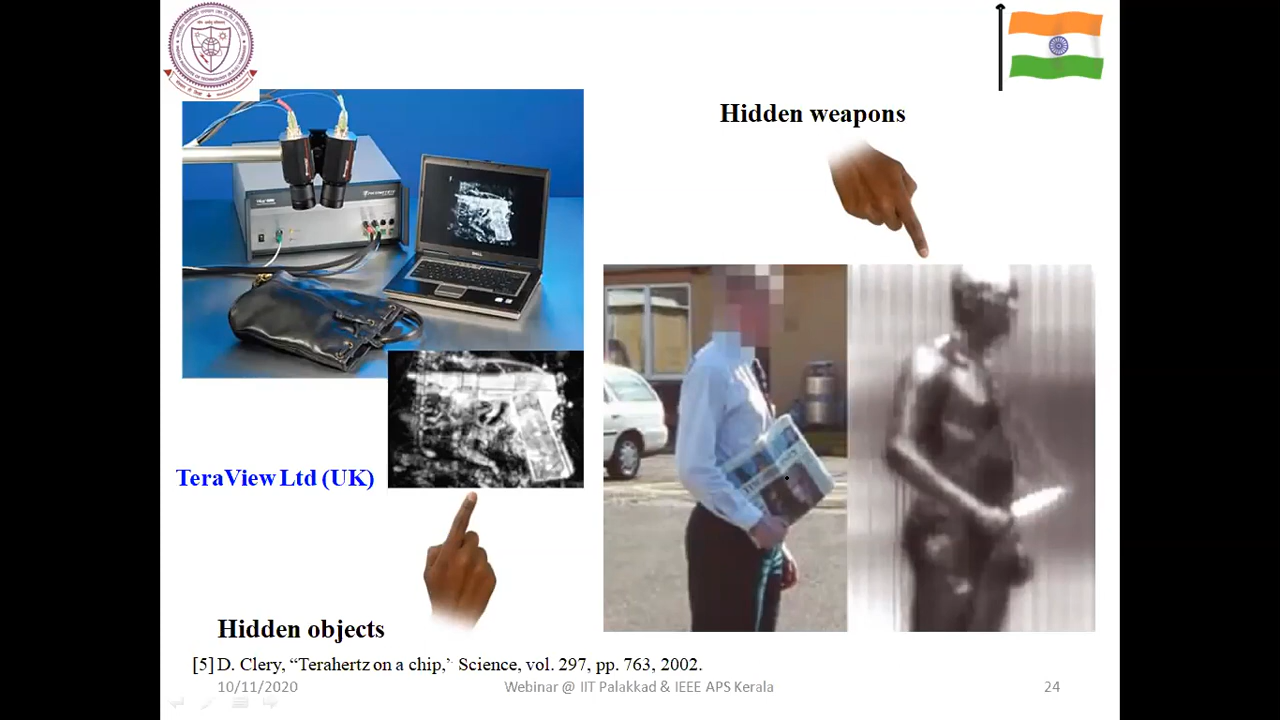 Hidden weapons
TeraView Ltd (UK)
Hidden objects
[5] D. Clery, “Terahertz on a chip,’ Science, vol. 297, pp. 763, 2002.
10/11/2020
Webinar @ IIT Palakkad & IEEE APS Kerala
24